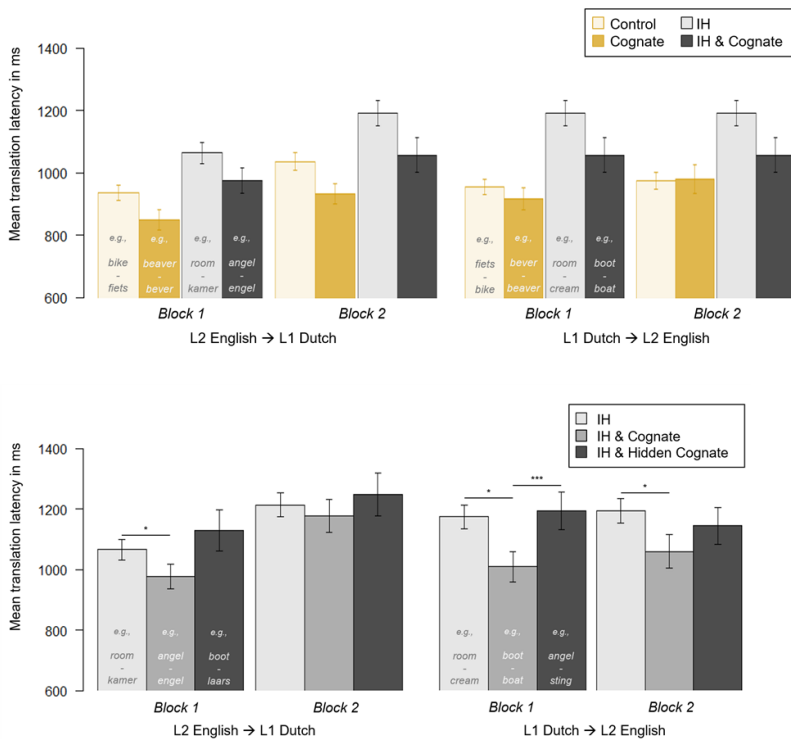 Control IH
Cognate IH & Cognate
Mean translation latency in ms
1400
1200
1000
800
600
e.g., e.g., e.g., e.g.,
bike beaver room angel
- - - -
fiets bever kamer engel
e.g., e.g., e.g., e.g.,
fiets bever room boot
- - - -
bike beaver cream boat
Block 1 Block 2 Block 1 Block 2
L2 English → L1 Dutch L1 Dutch → L2 English
IH
IH & Cognate
IH & Hidden Cognate
Mean translation latency in ms
1400
1200
1000
800
600
* * *** *
e.g., e.g., e.g.,
room angel boot
- - -
kamer engel laars
e.g., e.g., e.g.,
room boot angel
- - -
cream boat sting
Block 1 Block 2 Block 1 Block 2
L2 English → L1 Dutch L1 Dutch → L2 English